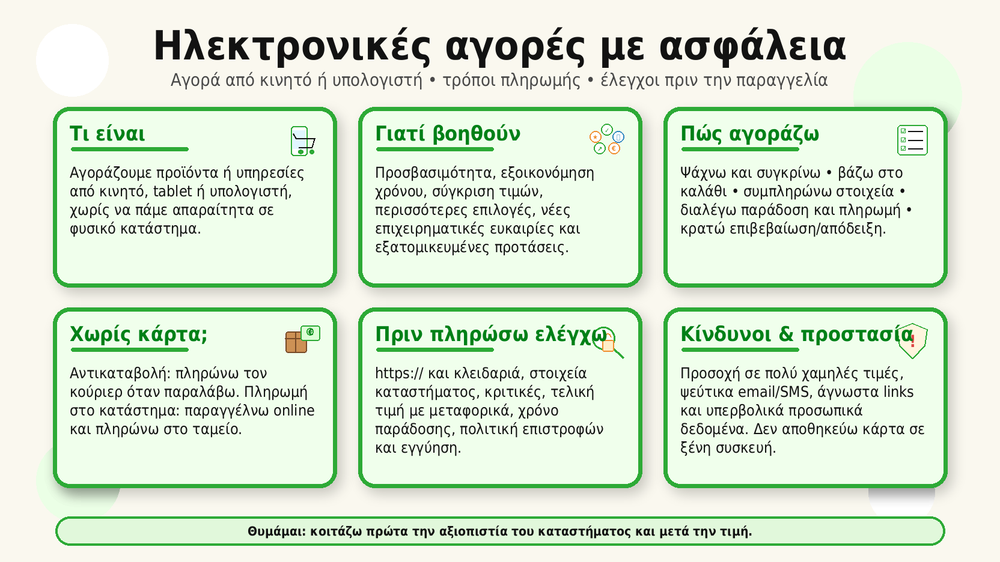 Ηλεκτρονικές αγορές με ασφάλεια
Αγορά από κινητό ή υπολογιστή • τρόποι πληρωμής • έλεγχοι πριν την παραγγελία
Τι είναι
Αγοράζουμε προϊόντα ή υπηρεσίες
από κινητό, tablet ή υπολογιστή,
χωρίς να πάμε απαραίτητα σε
φυσικό κατάστημα.
Γιατί βοηθούν
Προσβασιμότητα, εξοικονόμηση
χρόνου, σύγκριση τιμών,
περισσότερες επιλογές, νέες
επιχειρηματικές ευκαιρίες και
εξατομικευμένες προτάσεις.
Πώς αγοράζω
Ψάχνω και συγκρίνω • βάζω στο
καλάθι • συμπληρώνω στοιχεία •
διαλέγω παράδοση και πληρωμή •
κρατώ επιβεβαίωση/απόδειξη.
Χωρίς κάρτα;
Αντικαταβολή: πληρώνω τον
κούριερ όταν παραλάβω. Πληρωμή
στο κατάστημα: παραγγέλνω online
και πληρώνω στο ταμείο.
Πριν πληρώσω ελέγχω
https:// και κλειδαριά, στοιχεία
καταστήματος, κριτικές, τελική
τιμή με μεταφορικά, χρόνο
παράδοσης, πολιτική επιστροφών
και εγγύηση.
Κίνδυνοι & προστασία
Προσοχή σε πολύ χαμηλές τιμές,
ψεύτικα email/SMS, άγνωστα links
και υπερβολικά προσωπικά
δεδομένα. Δεν αποθηκεύω κάρτα σε
ξένη συσκευή.
Θυμάμαι: κοιτάζω πρώτα την αξιοπιστία του καταστήματος και μετά την τιμή.